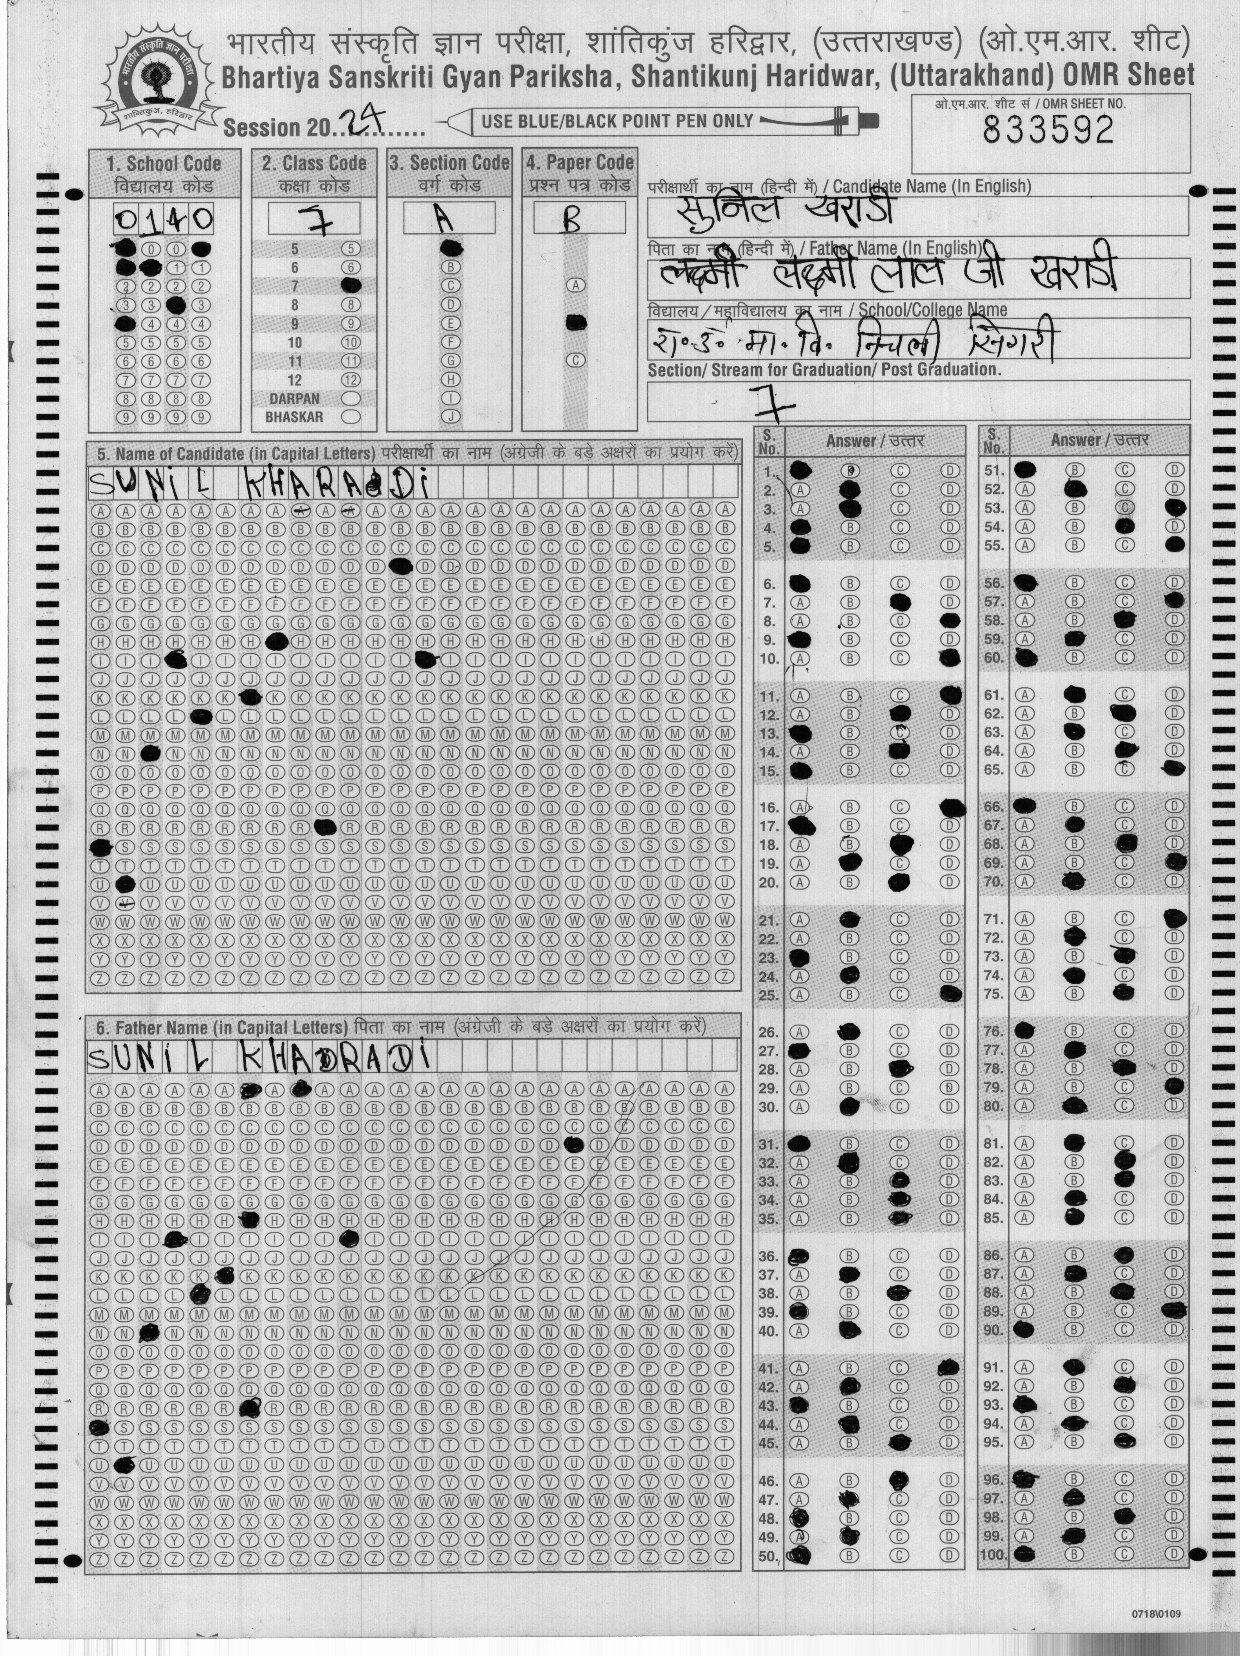 भारतीय संस्कृति ज्ञान परीक्षा, शांतिकुंज हरिद्वार, (उत्तराखण्ड) (ओ.एम.आर. शीट)
Bhartiya Sanskriti Gyan Pariksha, Shantikunj Haridwar, (Uttarakhand) OMR Sheet
Session 20..24.......
USE BLUE/BLACK POINT PEN ONLY
ओ.एम.आर. शीट सं / OMR SHEET NO.
833592
1. School Code
विद्यालय कोड
0140
2. Class Code
कक्षा कोड
7
5
6
7
8
9
10
11
12
DARPAN
BHASKAR
3. Section Code
वर्ग कोड
A
4. Paper Code
प्रश्न पत्र कोड
B
परीक्षार्थी का नाम (हिन्दी में) / Candidate Name (In English)
सुनिल खराडी
पिता का नाम (हिन्दी में) / Father Name (In English)
लक्ष्मी लक्ष्मी लाल जी खराडी
विद्यालय / महाविद्यालय का नाम / School/College Name
रा॰उ॰ मा॰ वि॰ निचली सिगरी
Section/ Stream for Graduation/ Post Graduation.
7
5. Name of Candidate (in Capital Letters) परीक्षार्थी का नाम (अंग्रेजी के बड़े अक्षरों का प्रयोग करें)
SUNiL KHARADi
6. Father Name (in Capital Letters) पिता का नाम (अंग्रेजी के बड़े अक्षरों का प्रयोग करें)
SUNiL KHADRADi
S. No. Answer / उत्तर
S. No. Answer / उत्तर
0718\0109